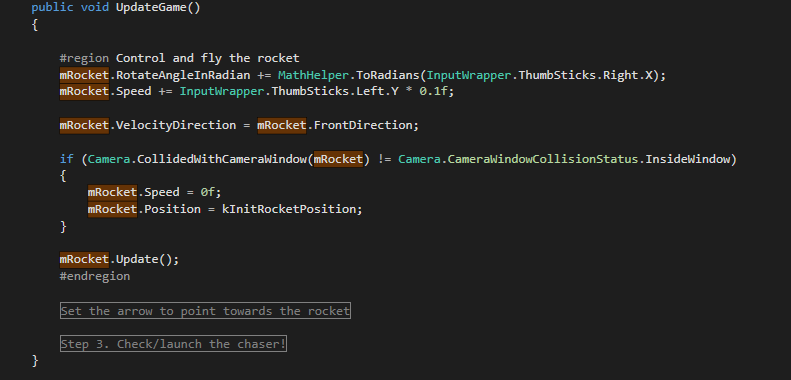 public void UpdateGame()
{
#region Control and fly the rocket
mRocket.RotateAngleInRadian += MathHelper.ToRadians(InputWrapper.ThumbSticks.Right.X);
mRocket.Speed += InputWrapper.ThumbSticks.Left.Y * 0.1f;
mRocket.VelocityDirection = mRocket.FrontDirection;
if (Camera.CollidedWithCameraWindow(mRocket) != Camera.CameraWindowCollisionStatus.InsideWindow)
{
mRocket.Speed = 0f;
mRocket.Position = kInitRocketPosition;
}
mRocket.Update();
#endregion
Set the arrow to point towards the rocket
Step 3. Check/launch the chaser!
}